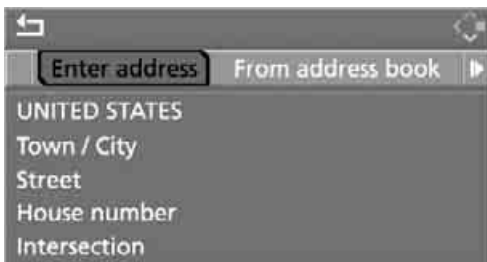 Enter address From address book
UNITED STATES
Town / City
Street
House number
Intersection